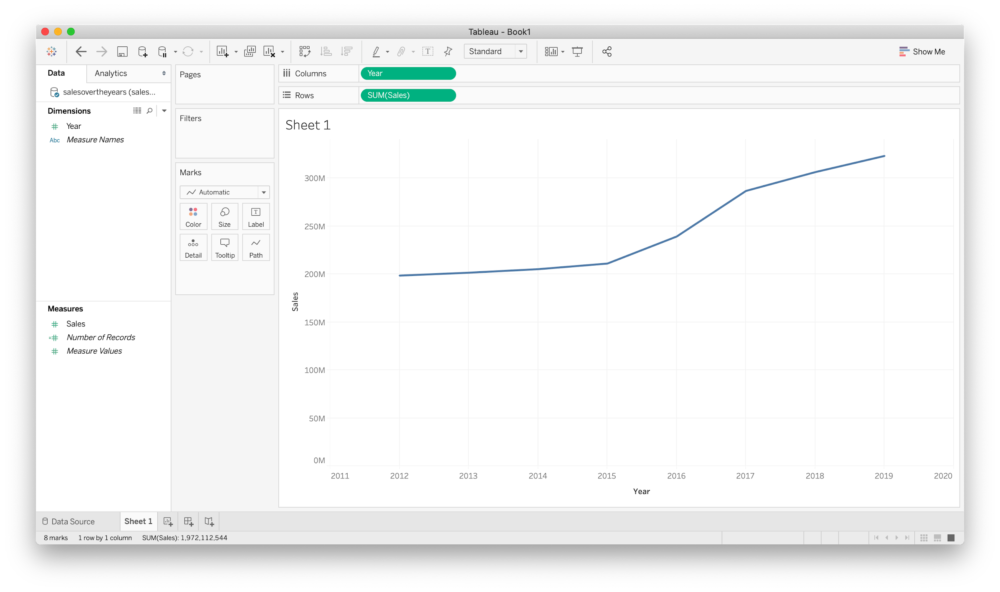 Tableau - Book1
Standard
Show Me
Data
Analytics
salesovertheyears (sales...
Dimensions
Year
Abc Measure Names
Measures
Sales
Number of Records
Measure Values
Pages
Filters
Marks
Automatic
Color Size Label
Detail Tooltip Path
Columns Year
Rows SUM(Sales)
Sheet 1
300M
250M
200M
150M
100M
50M
0M
Sales
2011 2012 2013 2014 2015 2016 2017 2018 2019 2020
Year
Data Source Sheet 1
8 marks 1 row by 1 column SUM(Sales): 1,972,112,544